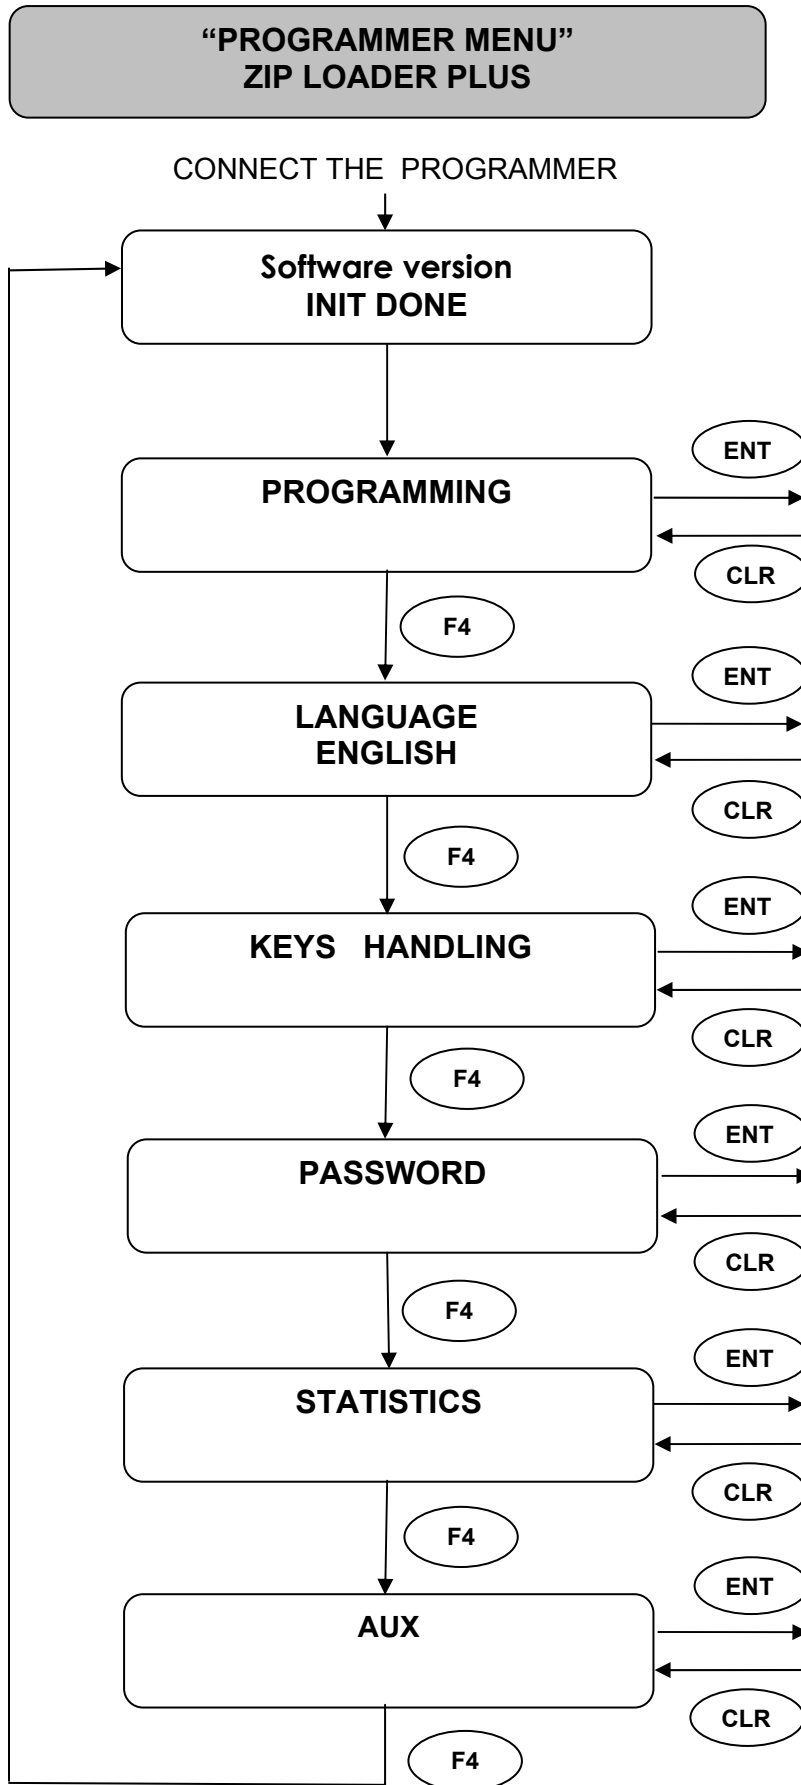 “PROGRAMMER MENU”
ZIP LOADER PLUS
CONNECT THE PROGRAMMER
Software version
INIT DONE
ENT
PROGRAMMING
CLR
F4
ENT
LANGUAGE
ENGLISH
CLR
F4
ENT
KEYS HANDLING
CLR
F4
ENT
PASSWORD
CLR
F4
ENT
STATISTICS
CLR
F4
ENT
AUX
CLR
F4